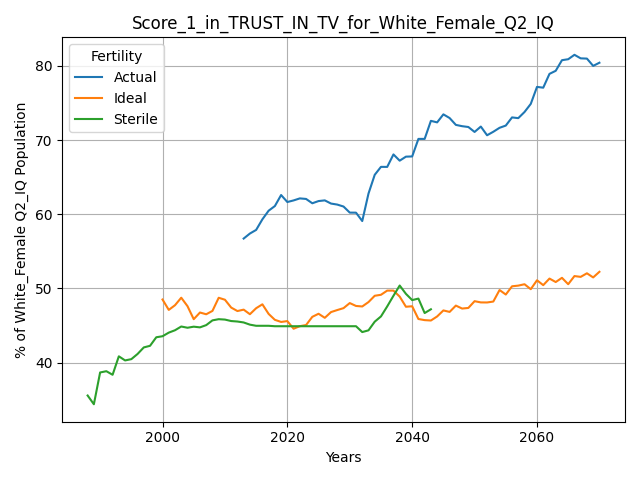 Score_1_in_TRUST_IN_TV_for_White_Female_Q2_IQ
Fertility
Actual
Ideal
Sterile
% of White_Female Q2_IQ Population
80
70
60
50
40
2000
2020
2040
2060
Years